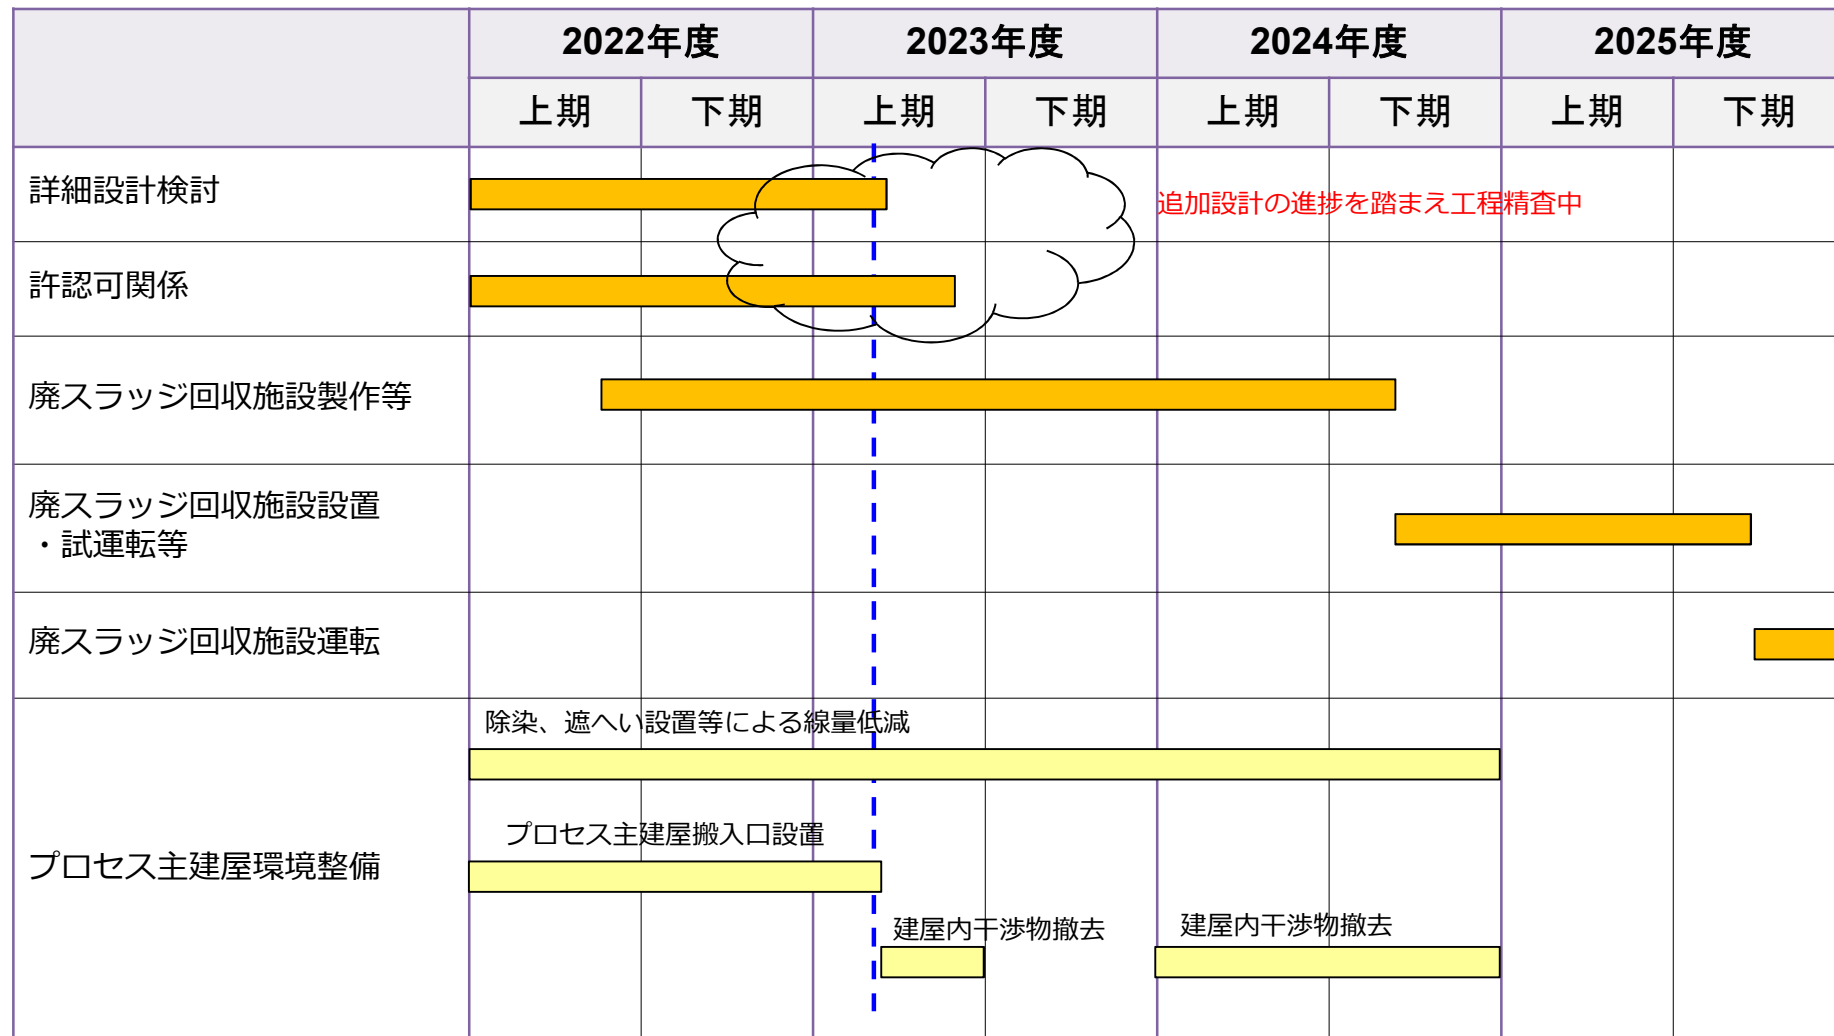 2022年度 2023年度 2024年度 2025年度
上期 下期 上期 下期 上期 下期 上期 下期
詳細設計検討
追加設計の進捗を踏まえ工程精査中
許認可関係
廃スラッジ回収施設製作等
廃スラッジ回収施設設置
・試運転等
廃スラッジ回収施設運転
除染、遮へい設置等による線量低減
プロセス主建屋搬入口設置
プロセス主建屋環境整備
建屋内干渉物撤去 建屋内干渉物撤去